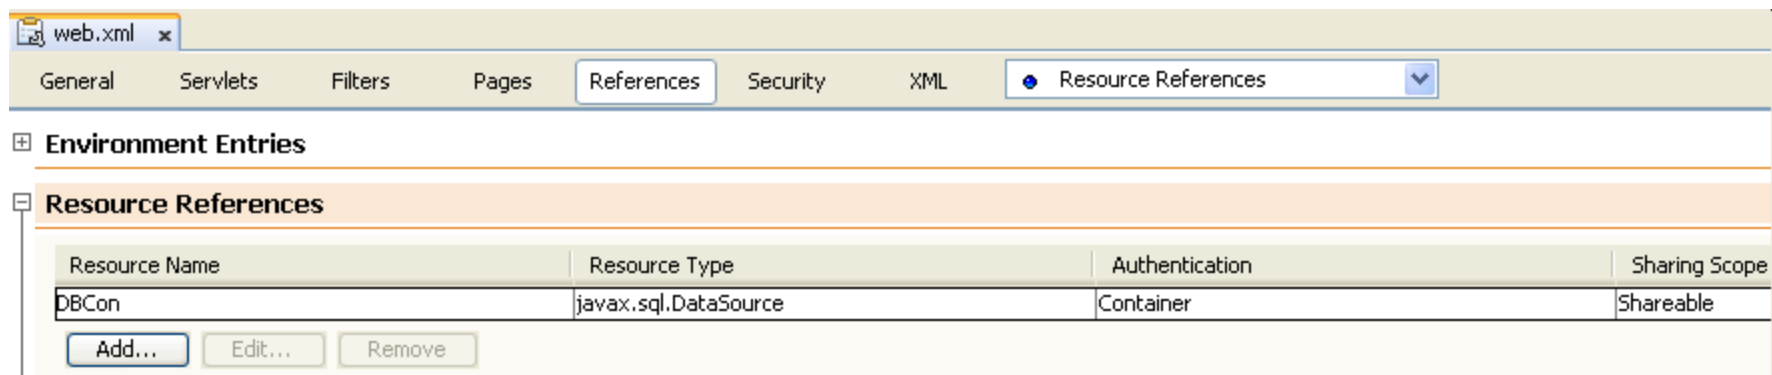 web.xml x
General Servlets Filters Pages References Security XML Resource References
Environment Entries
Resource References
Resource Name Resource Type Authentication Sharing Scope
DBCon javax.sql.DataSource Container Shareable
Add... Edit... Remove